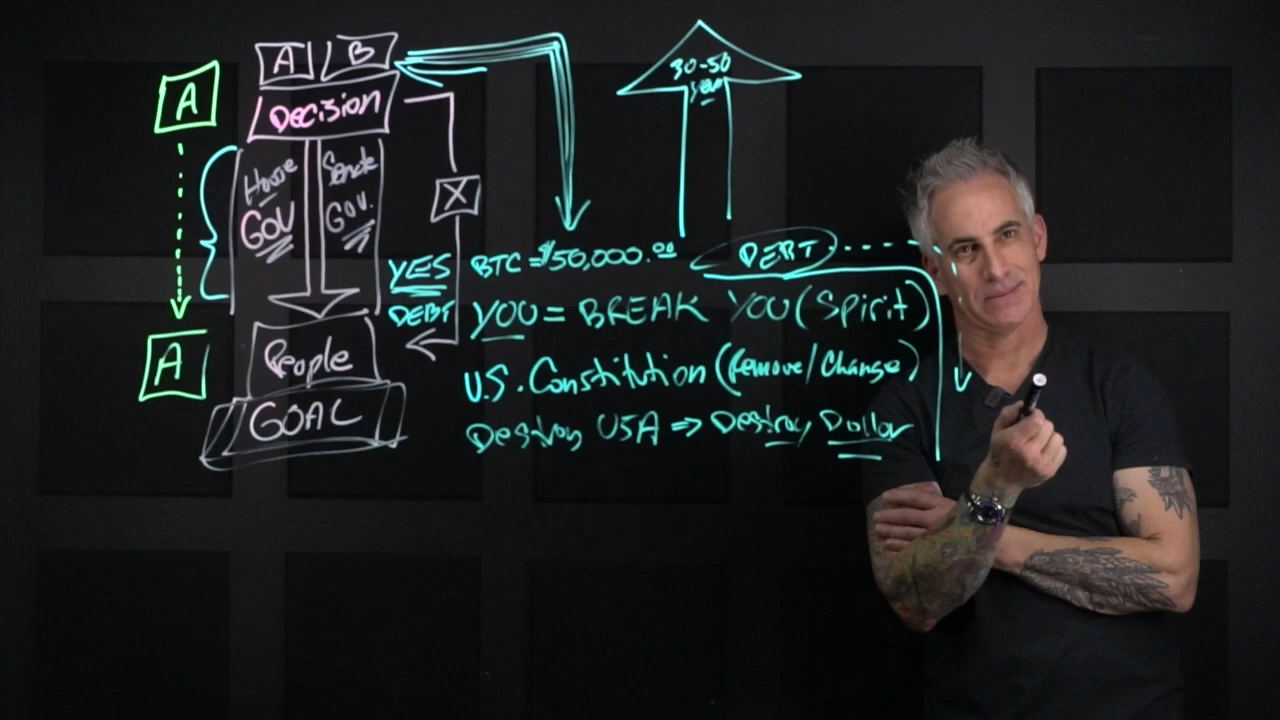 A
B
A
Decision
House
GOV
Senate
GOV.
X
A
People
GOAL
30-50
year
YES
DEBT
BTC = $50,000.00
DEBT
YOU = BREAK YOU (Spirit)
U.S. Constitution (Remove/Change)
Destroy USA ⇒ Destroy Dollar